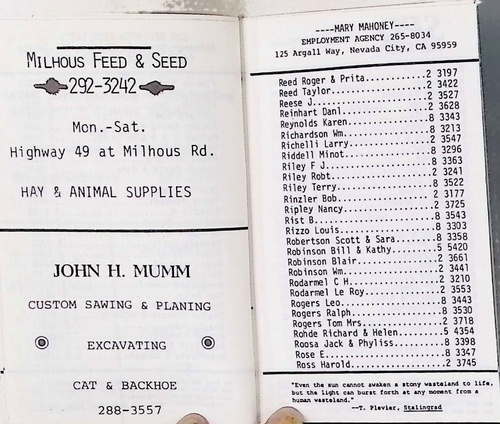 MILHOUS FEED & SEED
292-3242
Mon.-Sat.
Highway 49 at Milhous Rd.
HAY & ANIMAL SUPPLIES
JOHN H. MUMM
CUSTOM SAWING & PLANING
EXCAVATING
CAT & BACKHOE
288-3557
----MARY MAHONEY----
EMPLOYMENT AGENCY 265-8034
125 Argall Way, Nevada City, CA 95959
Reed Roger & Prita............2 3197
Reed Taylor...................2 3422
Reese J.......................2 3527
Reinhart Danl.................2 3628
Reynolds Karen................8 3343
Richardson Wm.................8 3213
Richelli Larry................2 3547
Riddell Minot.................8 3296
Riley F J.....................8 3363
Riley Robt....................2 3241
Riley Terry...................8 3522
Rinzler Bob...................2 3177
Ripley Nancy..................2 3725
Rist B........................8 3543
Rizzo Louis...................8 3303
Robertson Scott & Sara........8 3358
Robinson Bill & Kathy.........5 5420
Robinson Blair................2 3661
Robinson Wm...................2 3441
Rodarmel C H..................2 3210
Rodarmel Le Roy...............2 3553
Rogers Leo....................8 3443
Rogers Ralph..................8 3530
Rogers Tom Mrs................2 3718
Rohde Richard & Helen.........5 4354
Roosa Jack & Phyliss..........8 3398
Rose E........................8 3347
Ross Harold...................2 3745
"Even the sun cannot awaken a stony wasteland to life,
but the light can burst forth at any moment from a
human wasteland."
--T. Plevier, Stalingrad